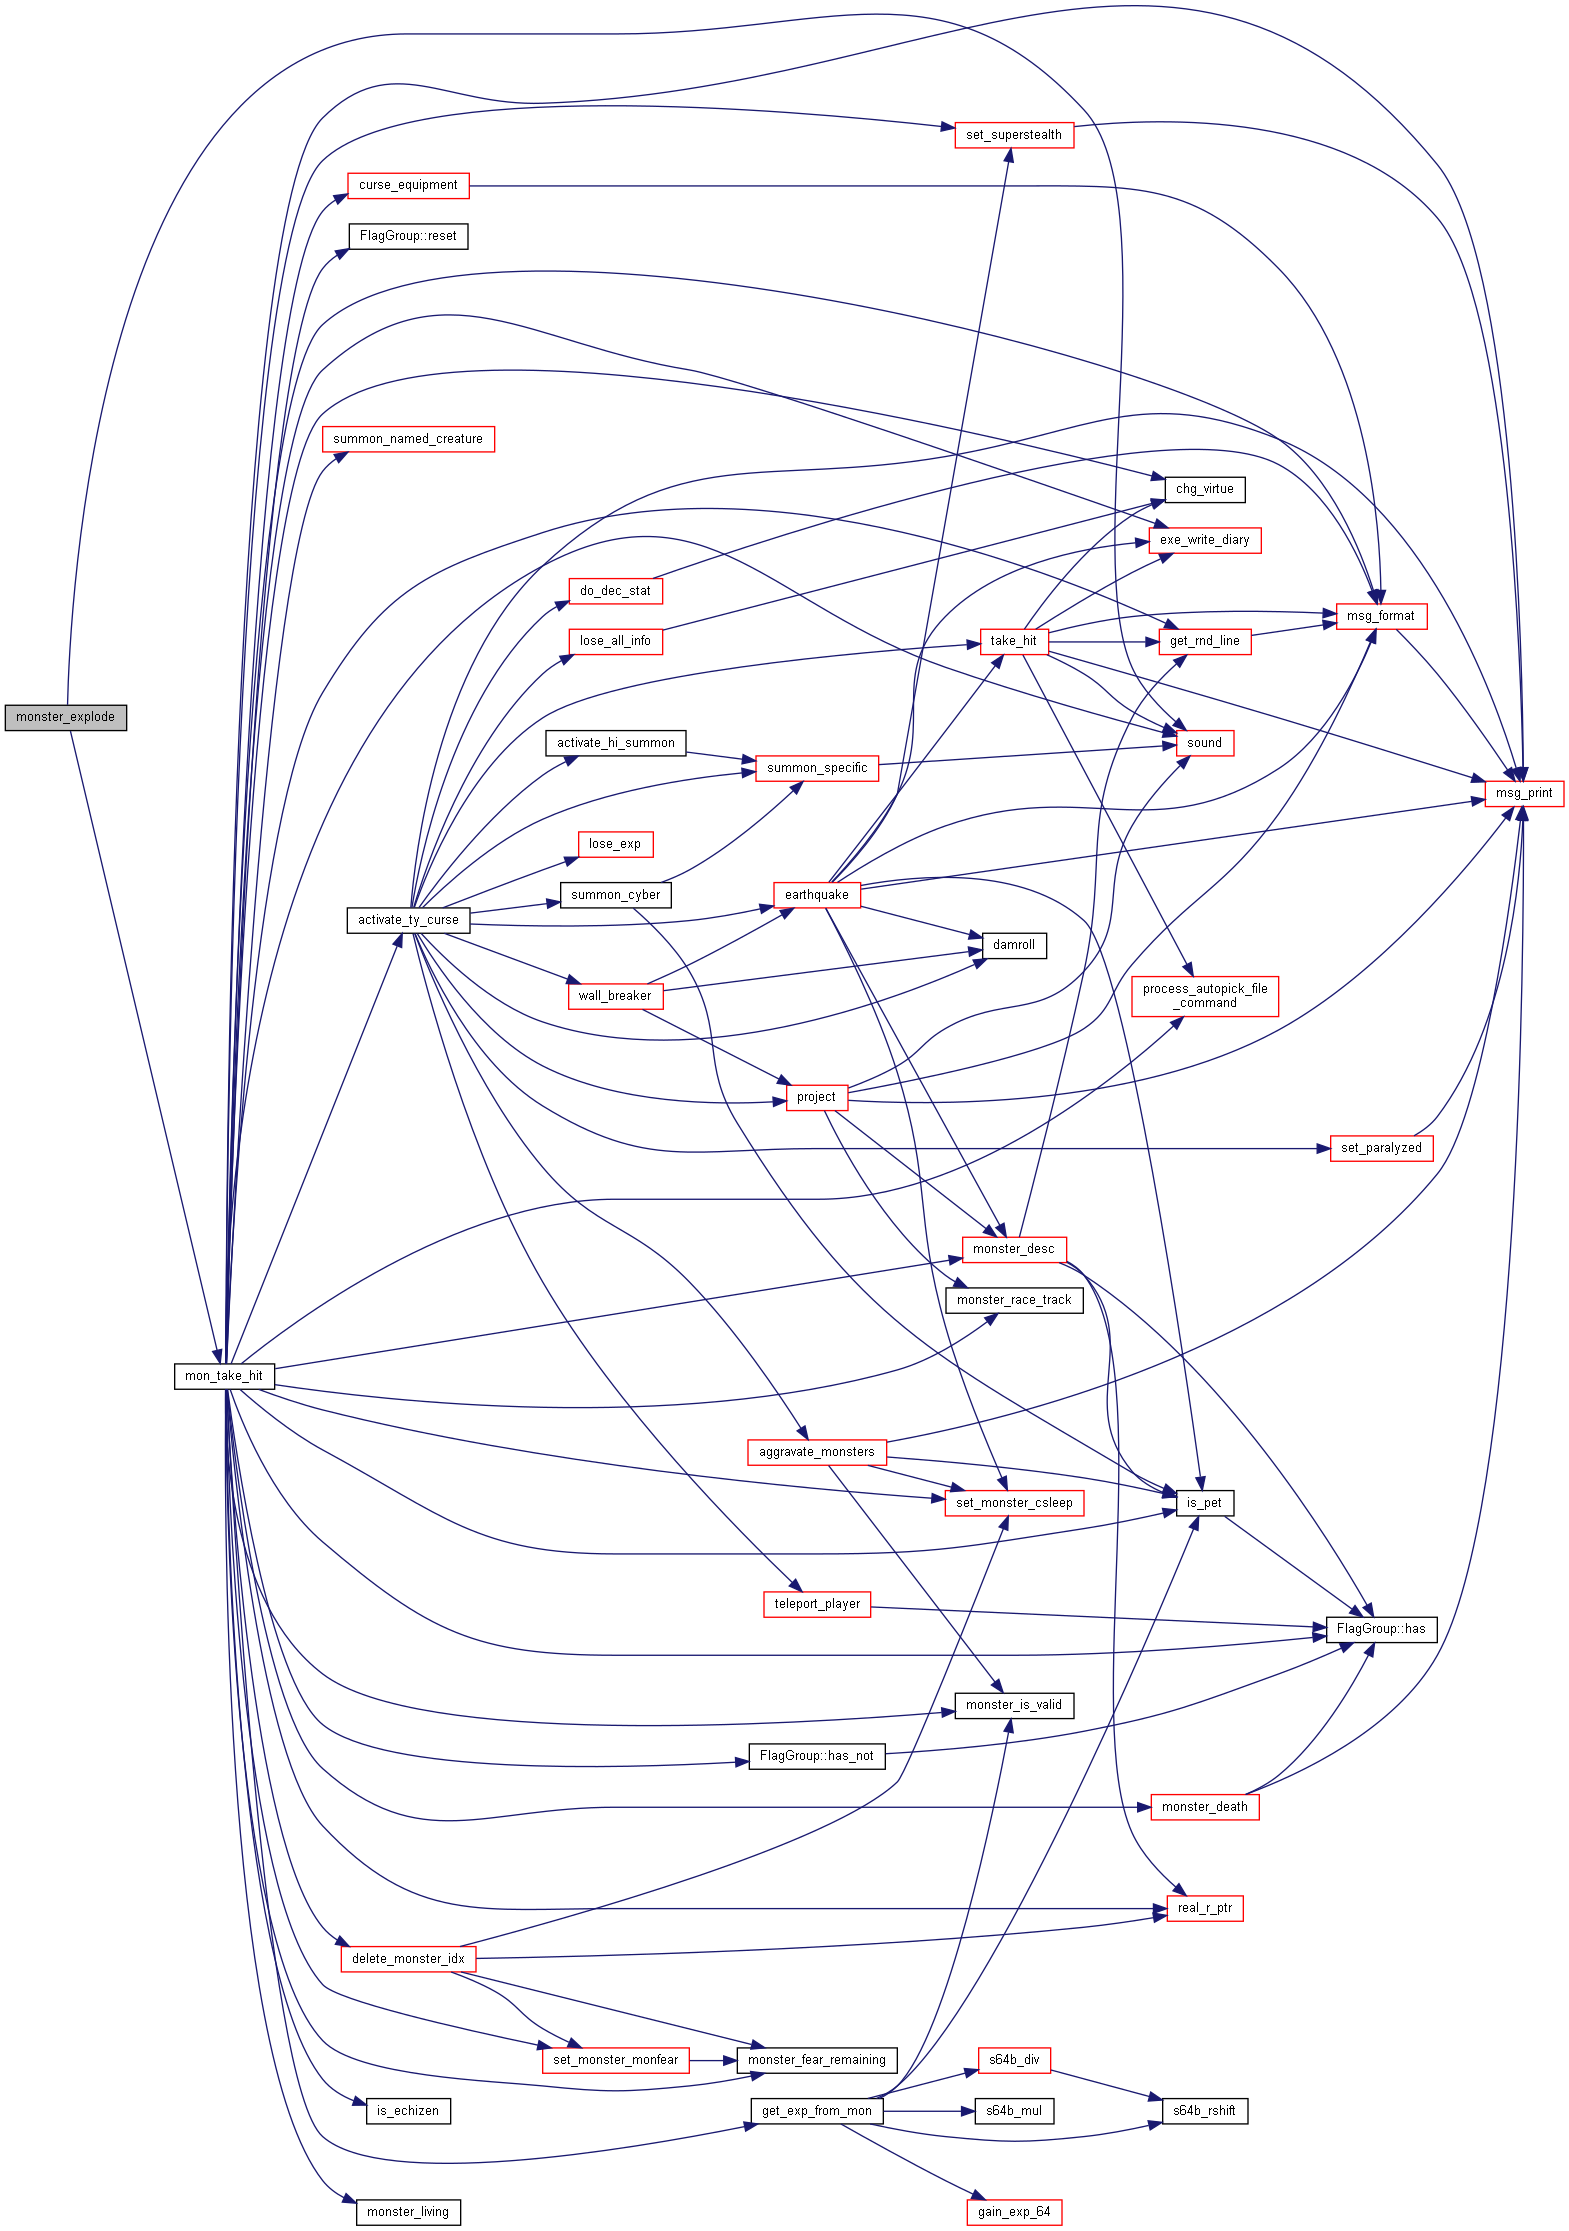 set_superstealth
curse_equipment
FlagGroup::reset
summon_named_creature
chg_virtue
exe_write_diary
do_dec_stat
msg_format
lose_all_info
take_hit
get_rnd_line
monster_explode
activate_hi_summon
sound
summon_specific
msg_print
lose_exp
summon_cyber
earthquake
activate_ty_curse
damroll
wall_breaker
process_autopick_file
_command
project
set_paralyzed
monster_desc
monster_race_track
mon_take_hit
aggravate_monsters
set_monster_csleep
is_pet
teleport_player
FlagGroup::has
monster_is_valid
FlagGroup::has_not
monster_death
real_r_ptr
delete_monster_idx
set_monster_monfear
monster_fear_remaining
s64b_div
is_echizen
get_exp_from_mon
s64b_mul
s64b_rshift
monster_living
gain_exp_64